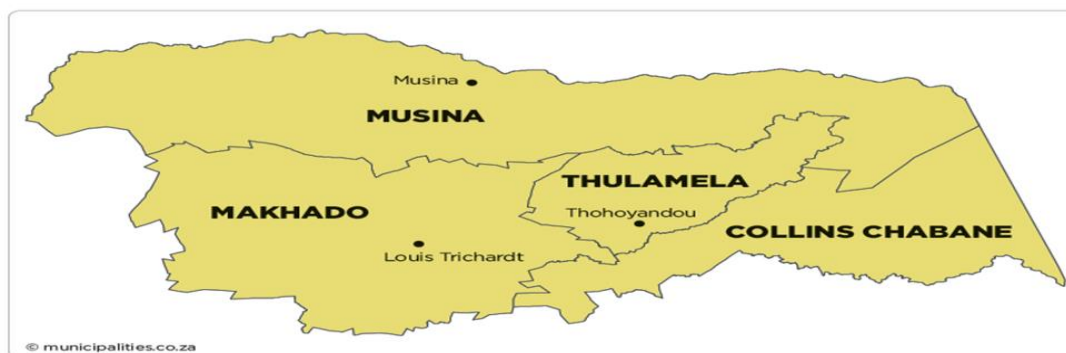 Musina
MUSINA
THULAMELA
MAKHADO
Thohoyandou
COLLINS CHABANE
Louis Trichardt
© municipalities.co.za